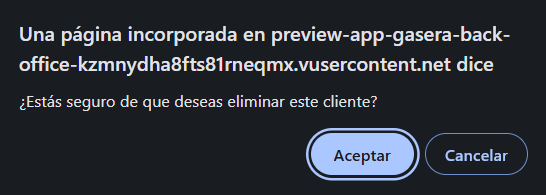 Una página incorporada en preview-app-gasera-back-
office-kzmnydha8fts81rneqmx.vusercontent.net dice
¿Estás seguro de que deseas eliminar este cliente?
Aceptar
Cancelar